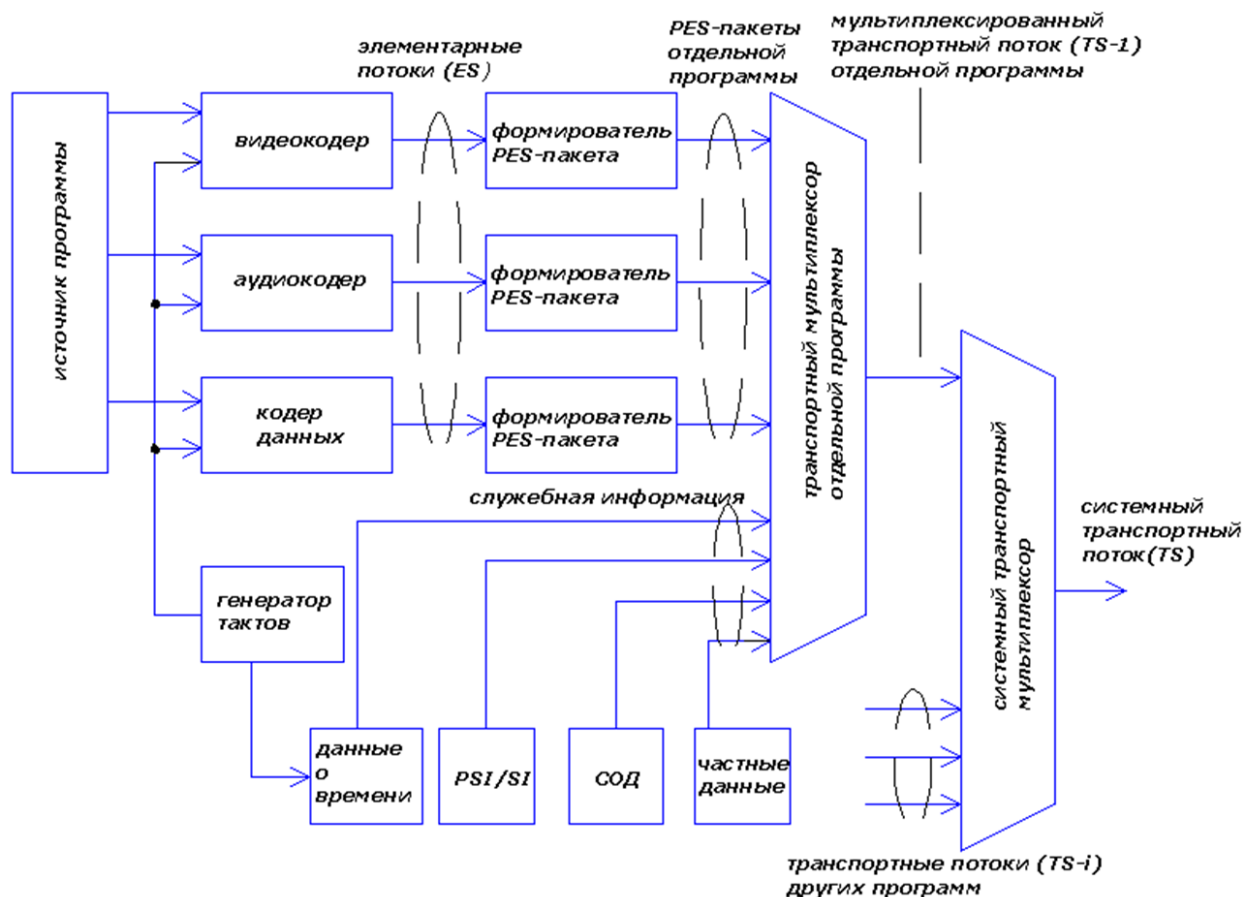 элементарные
потоки (ES)
PES-пакеты
отдельной
программы
мультиплексированный
транспортный поток (TS-1)
отдельной программы
источник программы
видеокодер
формирователь
PES-пакета
аудиокодер
формирователь
PES-пакета
кодер
данных
формирователь
PES-пакета
транспортный мультиплексор
отдельной программы
служебная информация
генератор
тактов
данные
о
времени
PSI/SI
СОД
частные
данные
системный транспортный
мультиплексор
системный
транспортный
поток(TS)
транспортные потоки (TS-i)
других программ